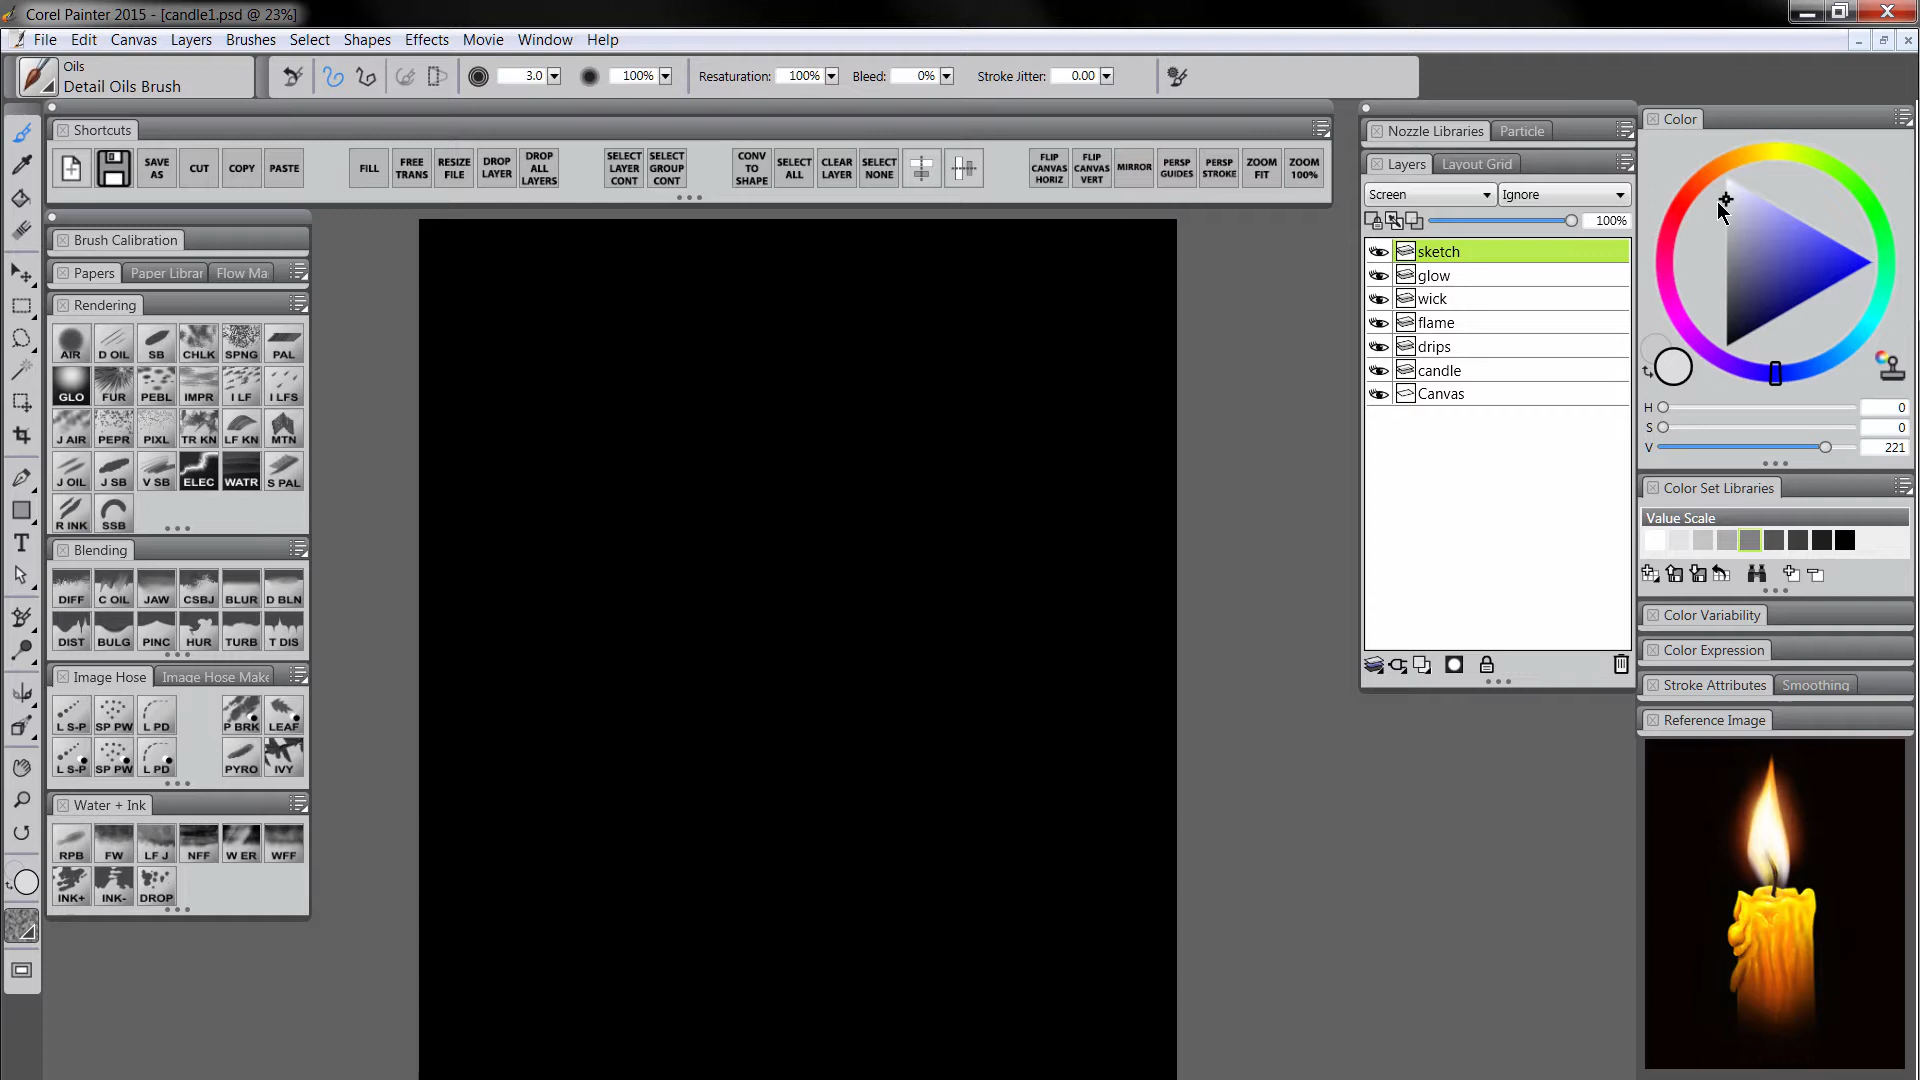 Corel Painter 2015 - [candle1.psd @ 23%]
File Edit Canvas Layers Brushes Select Shapes Effects Movie Window Help
Oils
Detail Oils Brush
3.0 100% Resaturation: 100% Bleed: 0% Stroke Jitter: 0.00
Shortcuts
SAVE AS CUT COPY PASTE FILL FREE TRANS RESIZE FILE DROP LAYER DROP ALL LAYERS SELECT LAYER CONT SELECT GROUP CONT CONV TO SHAPE SELECT ALL CLEAR LAYER SELECT NONE FLIP CANVAS HORIZ FLIP CANVAS VERT MIRROR PERSP GUIDES PERSP STROKE ZOOM FIT ZOOM 100%
Brush Calibration
Papers Paper Librar Flow Ma
Rendering
AIR D OIL SB CHLK SPNG PAL
GLO FUR PEBL IMPR I LF I LFS
J AIR PEPR PIXL TR KN LF KN MTN
J OIL J SB V SB ELEC WATR S PAL
R INK SSB
Blending
DIFF C OIL JAW CSBJ BLUR D BLN
DIST BULG PINC HUR TURB T DIS
Image Hose Image Hose Make
L S-P SP PW L PD P BRK LEAF
L S-P SP PW L PD PYRO IVY
Water + Ink
RPB FW LF J NFF W ER WFF
INK+ INK- DROP
Nozzle Libraries Particle
Layers Layout Grid
Screen Ignore
100%
sketch
glow
wick
flame
drips
candle
Canvas
Color
H 0
S 0
V 221
Color Set Libraries
Value Scale
Color Variability
Color Expression
Stroke Attributes Smoothing
Reference Image